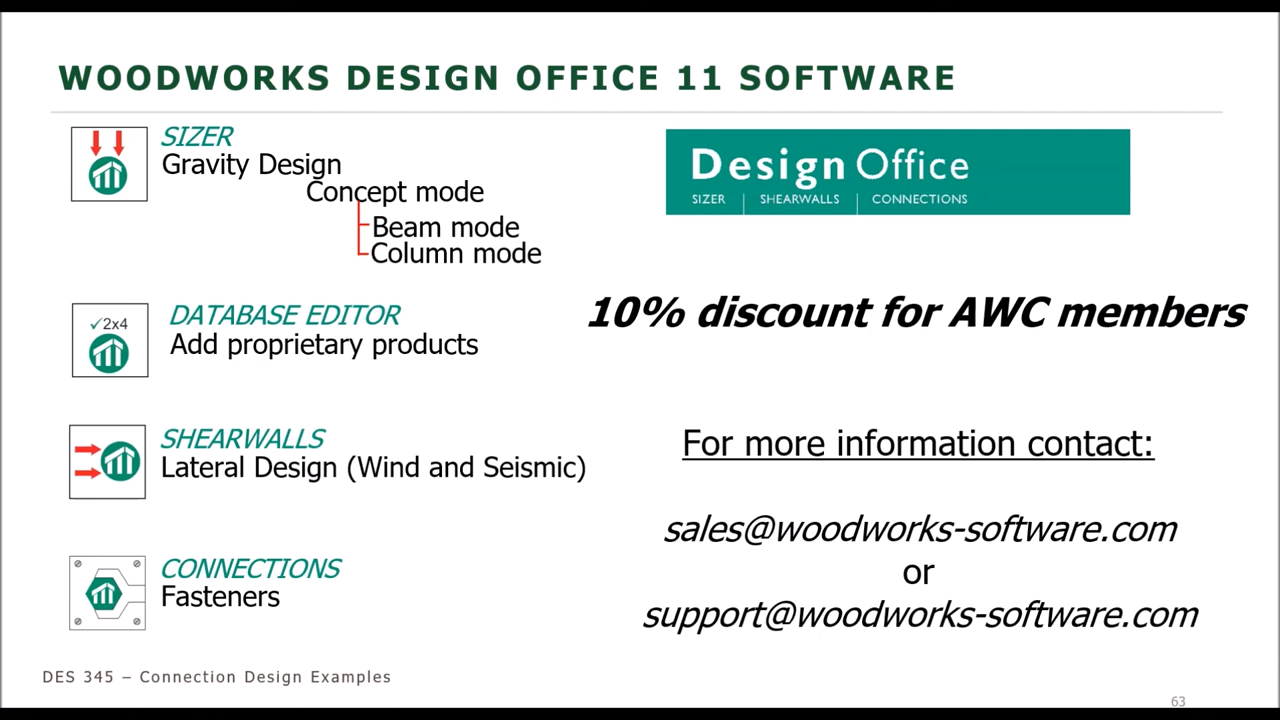 WOODWORKS DESIGN OFFICE 11 SOFTWARE
SIZER
Gravity Design
Concept mode
Beam mode
Column mode
✓2x4
DATABASE EDITOR
Add proprietary products
SHEARWALLS
Lateral Design (Wind and Seismic)
CONNECTIONS
Fasteners
Design Office
SIZER | SHEARWALLS | CONNECTIONS
10% discount for AWC members
For more information contact:
sales@woodworks-software.com
or
support@woodworks-software.com
DES 345 – Connection Design Examples
63